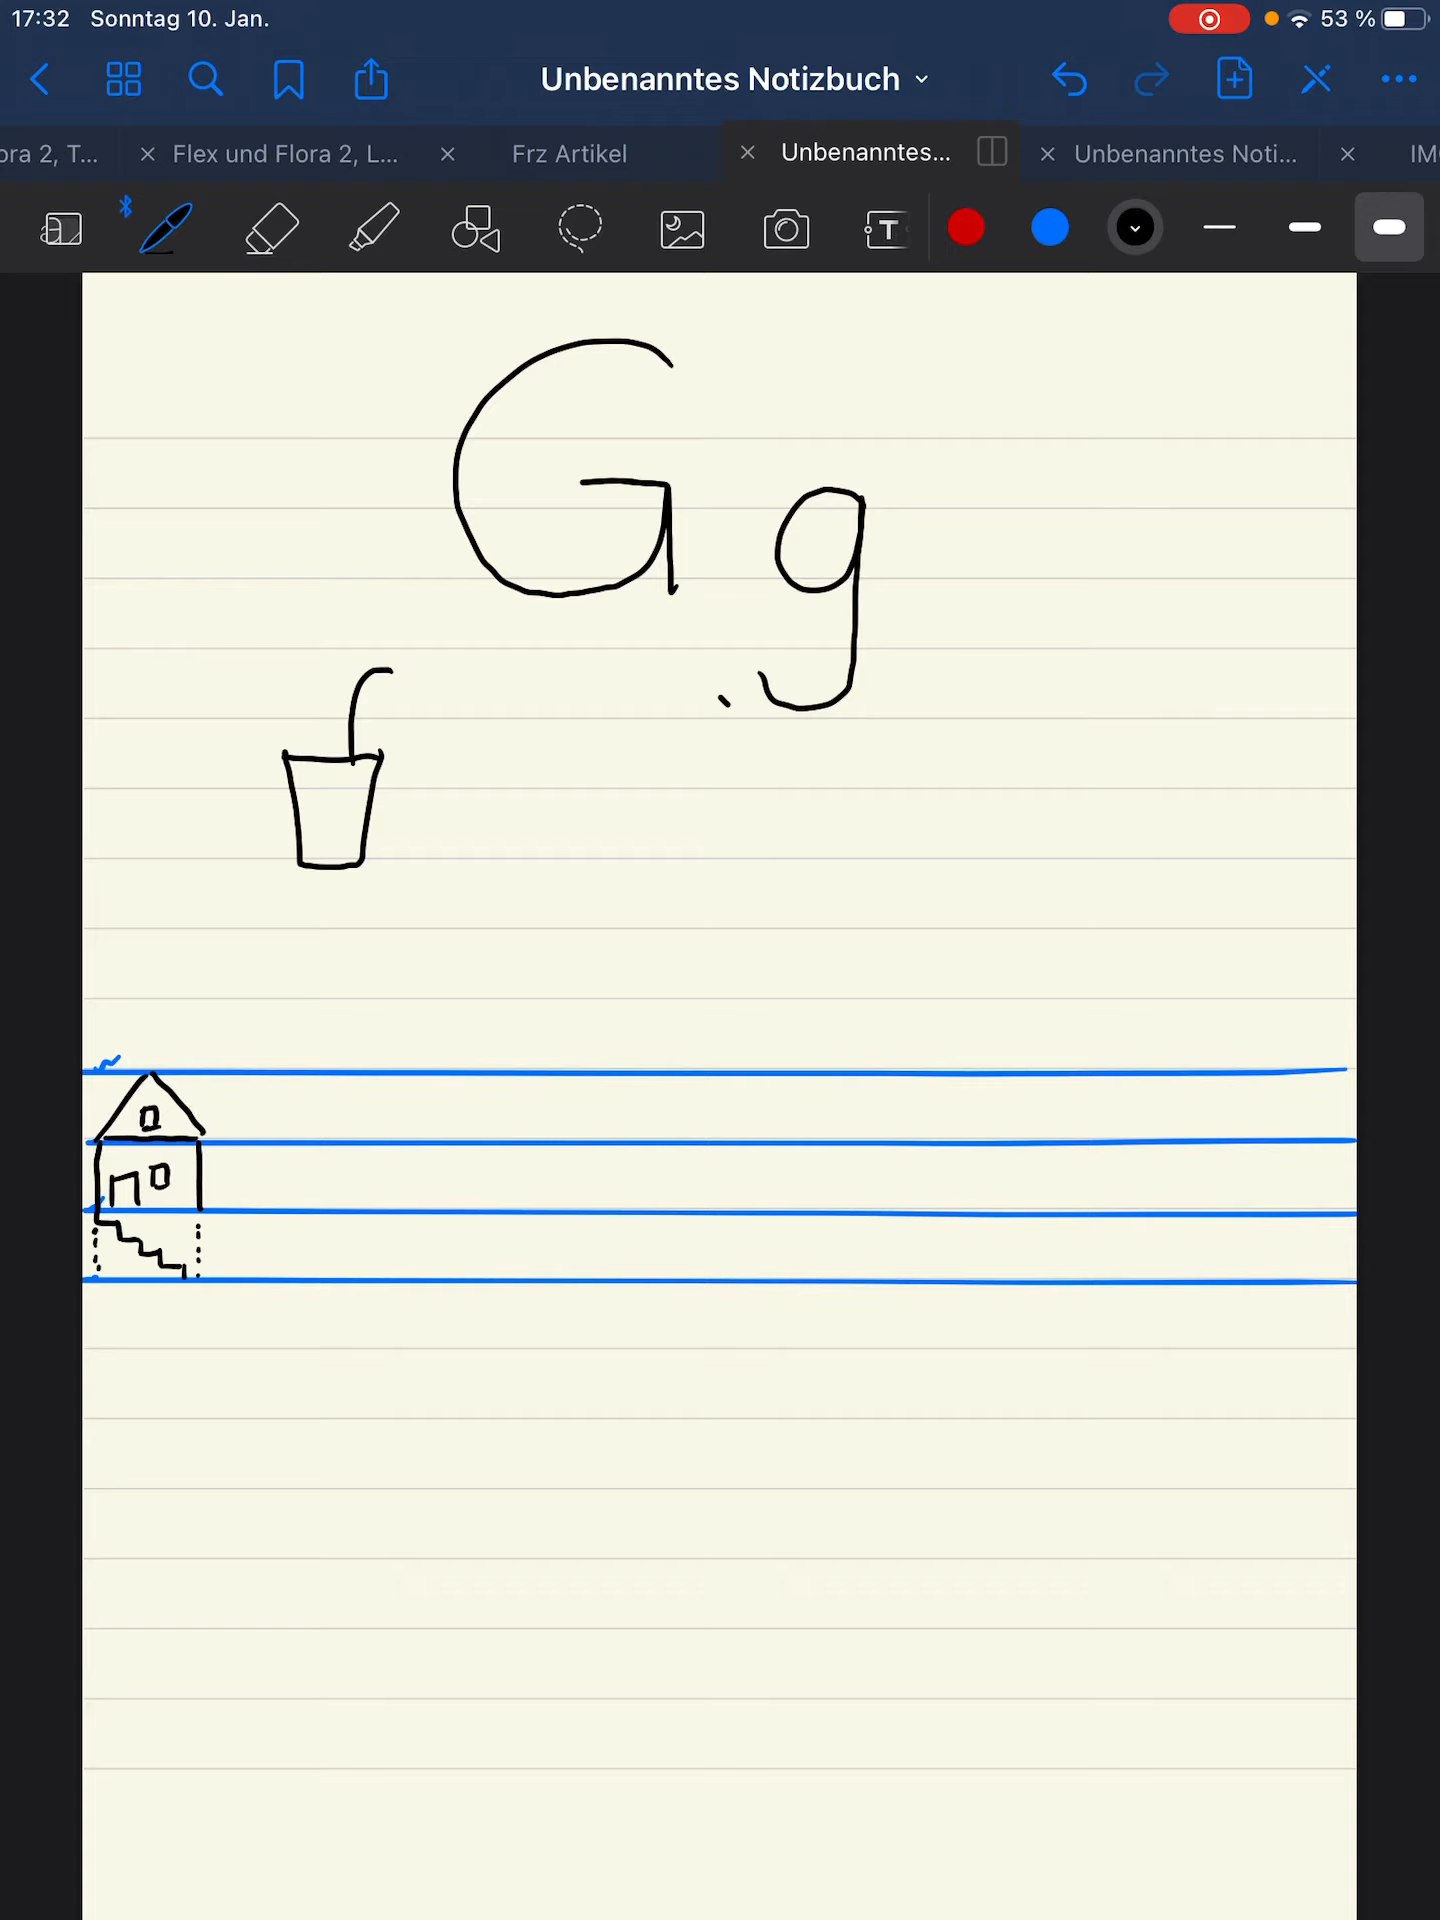 17:32 Sonntag 10. Jan. 53 %
Unbenanntes Notizbuch
ora 2, T... Flex und Flora 2, L... Frz Artikel Unbenanntes... Unbenanntes Noti... IM
T
G g